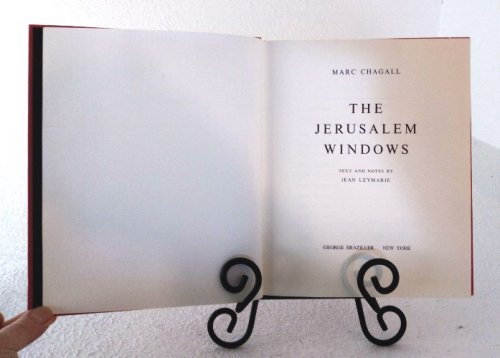 MARC CHAGALL
THE
JERUSALEM
WINDOWS
TEXT AND NOTES BY
JEAN LEYMARIE
GEORGE BRAZILLER NEW YORK